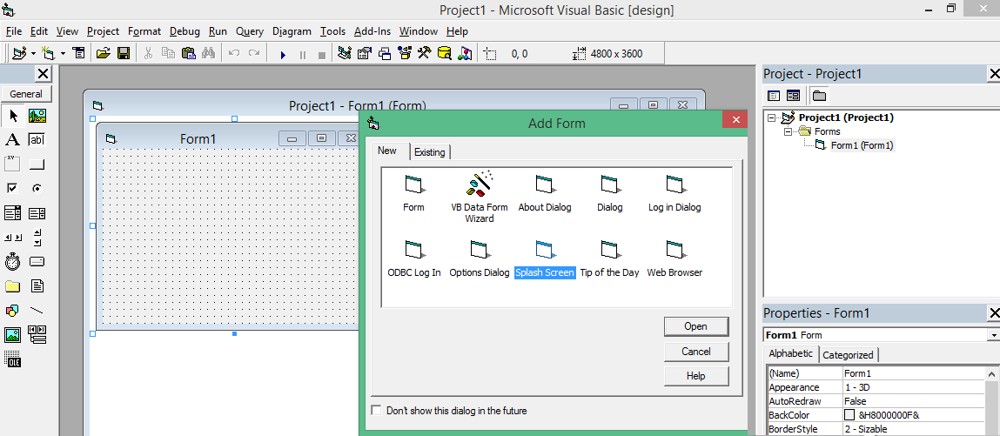 Project1 - Microsoft Visual Basic [design]
File Edit View Project Format Debug Run Query Diagram Tools Add-Ins Window Help
0, 0 4800 x 3600
General
A ab|
xv
OLE
Project1 - Form1 (Form)
Form1
Add Form
New Existing
Form VB Data Form Wizard About Dialog Dialog Log in Dialog
ODBC Log In Options Dialog Splash Screen Tip of the Day Web Browser
Open
Cancel
Help
Don't show this dialog in the future
Project - Project1
Project1 (Project1)
Forms
Form1 (Form1)
Properties - Form1
Form1 Form
Alphabetic Categorized
(Name) Form1
Appearance 1 - 3D
AutoRedraw False
BackColor &H8000000F&
BorderStyle 2 - Sizable